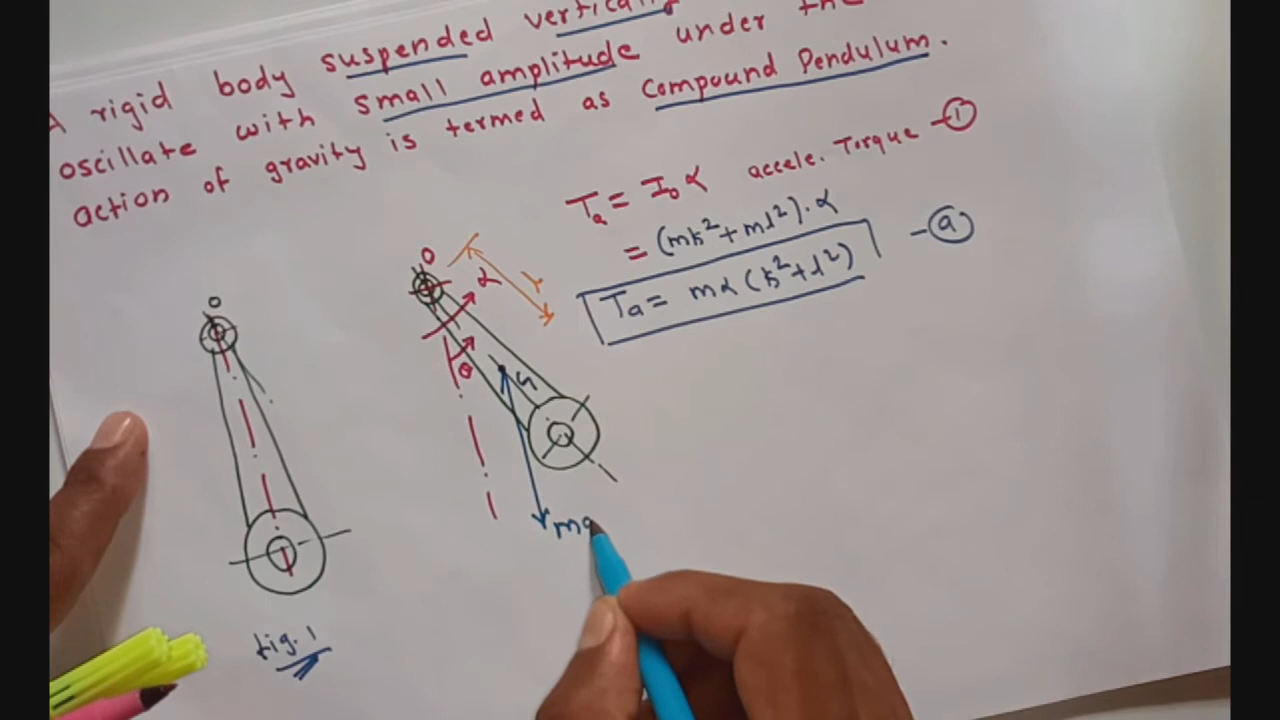 A rigid body suspended vertically
oscillate with small amplitude under the
action of gravity is termed as Compound Pendulum.
Tₐ = I₀α accele. Torque -①
= (mk²+ml²).α
Tₐ = mα(k²+l²) -ⓐ
O
α
O
θ
G
mg
fig. 1